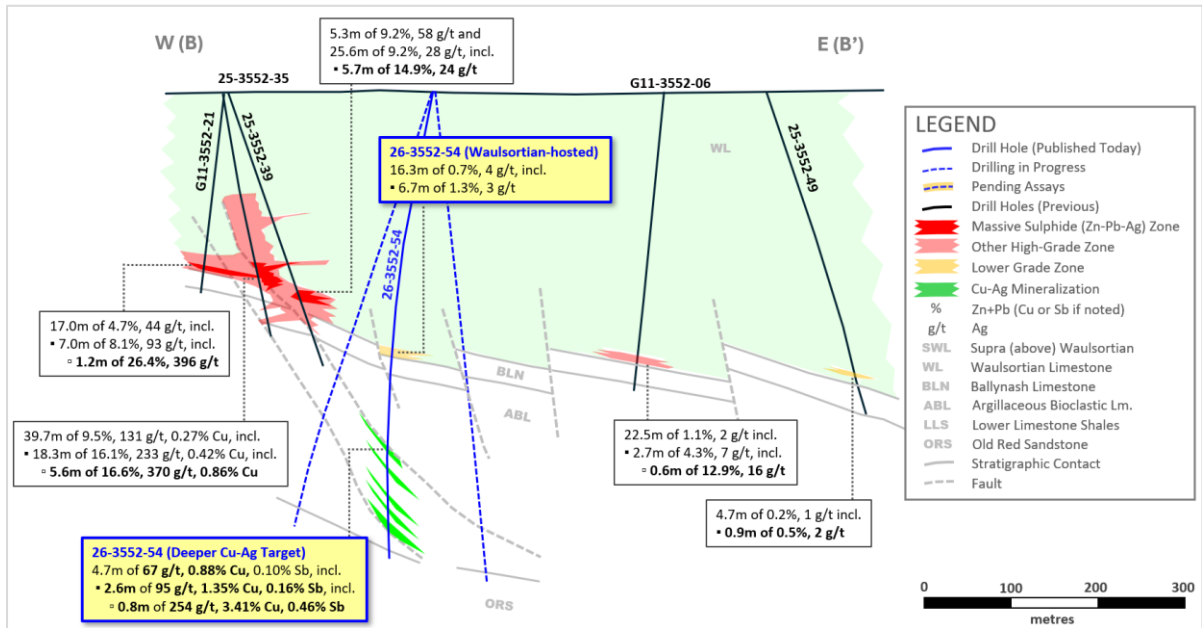 W (B)
E (B’)
5.3m of 9.2%, 58 g/t and
25.6m of 9.2%, 28 g/t, incl.
▪ 5.7m of 14.9%, 24 g/t
25-3552-35
G11-3552-21
25-3552-39
G11-3552-06
25-3552-49
WL
26-3552-54 (Waulsortian-hosted)
16.3m of 0.7%, 4 g/t, incl.
▪ 6.7m of 1.3%, 3 g/t
26-3552-54
17.0m of 4.7%, 44 g/t, incl.
▪ 7.0m of 8.1%, 93 g/t, incl.
▫ 1.2m of 26.4%, 396 g/t
BLN
ABL
39.7m of 9.5%, 131 g/t, 0.27% Cu, incl.
▪ 18.3m of 16.1%, 233 g/t, 0.42% Cu, incl.
▫ 5.6m of 16.6%, 370 g/t, 0.86% Cu
22.5m of 1.1%, 2 g/t incl.
▪ 2.7m of 4.3%, 7 g/t, incl.
▫ 0.6m of 12.9%, 16 g/t
4.7m of 0.2%, 1 g/t incl.
▪ 0.9m of 0.5%, 2 g/t
26-3552-54 (Deeper Cu-Ag Target)
4.7m of 67 g/t, 0.88% Cu, 0.10% Sb, incl.
▪ 2.6m of 95 g/t, 1.35% Cu, 0.16% Sb, incl.
▫ 0.8m of 254 g/t, 3.41% Cu, 0.46% Sb
ORS
LEGEND
Drill Hole (Published Today)
Drilling in Progress
Pending Assays
Drill Holes (Previous)
Massive Sulphide (Zn-Pb-Ag) Zone
Other High-Grade Zone
Lower Grade Zone
Cu-Ag Mineralization
% Zn+Pb (Cu or Sb if noted)
g/t Ag
SWL Supra (above) Waulsortian
WL Waulsortian Limestone
BLN Ballynash Limestone
ABL Argillaceous Bioclastic Lm.
LLS Lower Limestone Shales
ORS Old Red Sandstone
Stratigraphic Contact
Fault
0 100 200 300
metres